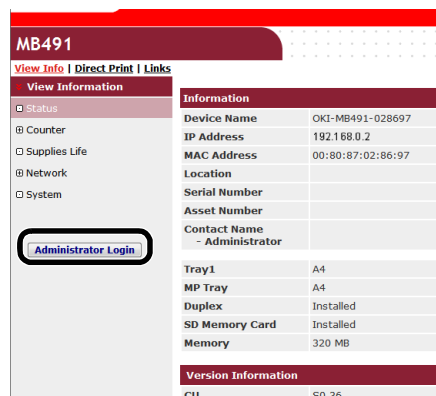 MB491
View Info | Direct Print | Links
View Information
Status
Counter
Supplies Life
Network
System
Administrator Login
Information
Device Name OKI-MB491-028697
IP Address 192.168.0.2
MAC Address 00:80:87:02:86:97
Location
Serial Number
Asset Number
Contact Name
- Administrator
Tray1 A4
MP Tray A4
Duplex Installed
SD Memory Card Installed
Memory 320 MB
Version Information
CU